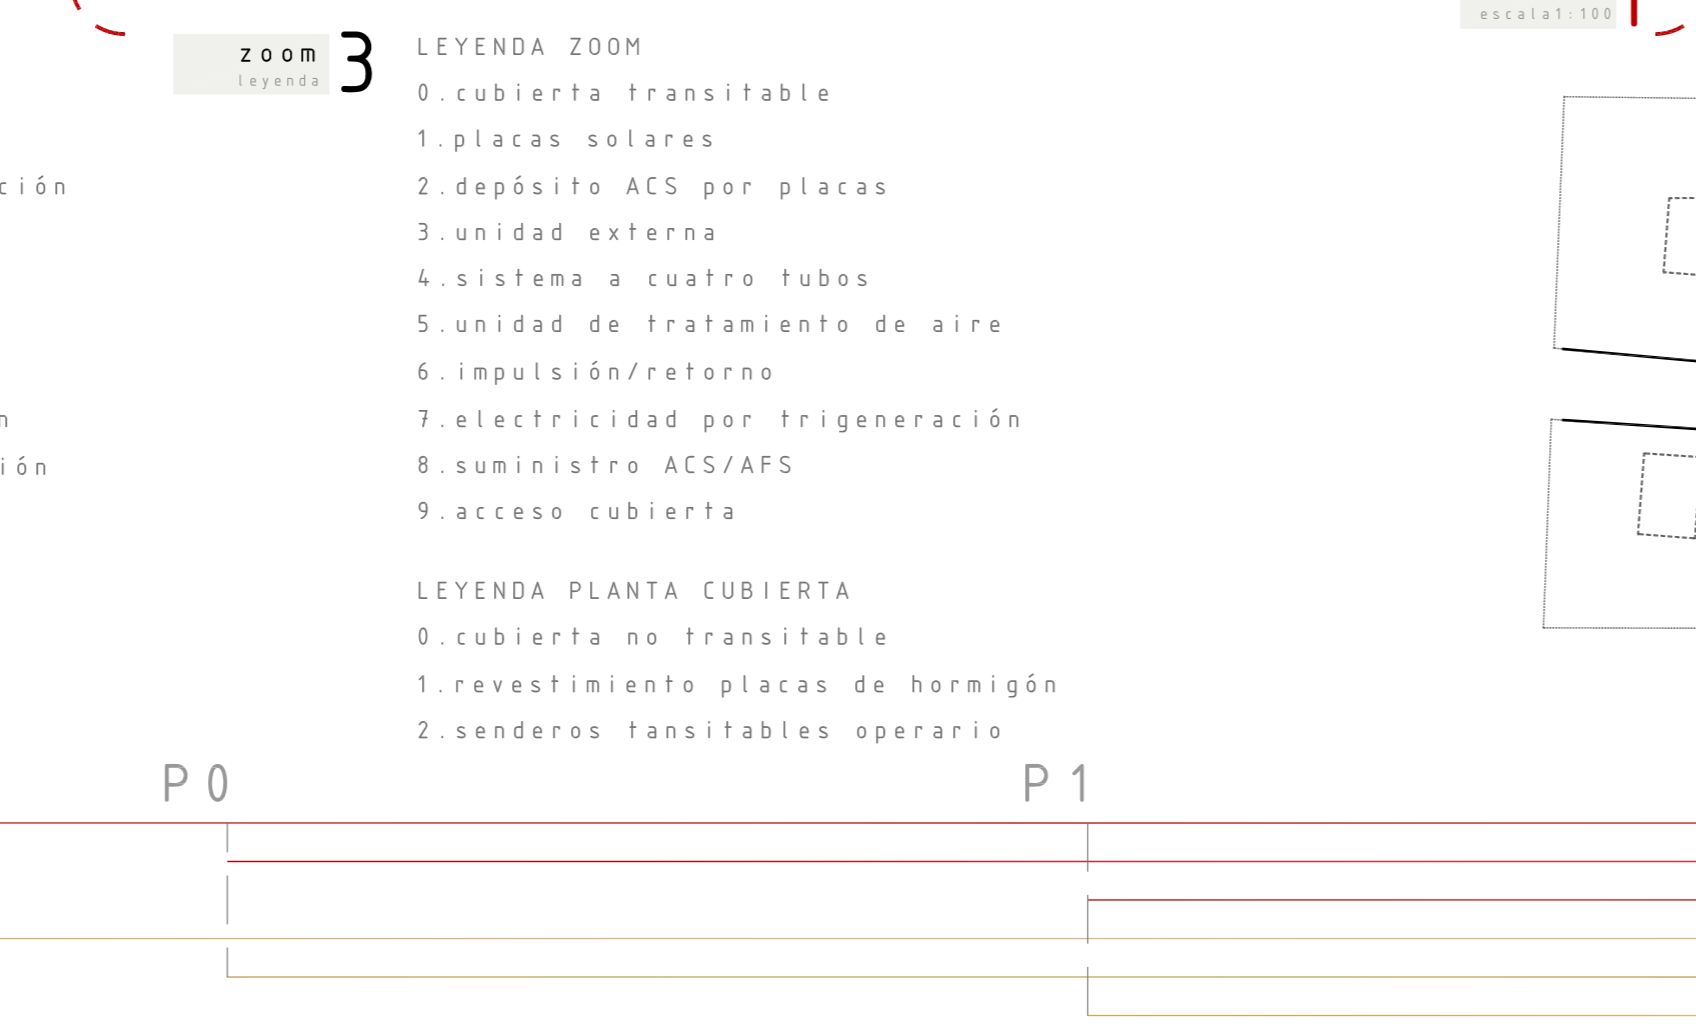 escala1:100
zoom
leyenda
3
LEYENDA ZOOM
0.cubierta transitable
1.placas solares
ción
2.depósito ACS por placas
3.unidad externa
4.sistema a cuatro tubos
5.unidad de tratamiento de aire
6.impulsión/retorno
n
7.electricidad por trigeneración
ión
8.suministro ACS/AFS
9.acceso cubierta
LEYENDA PLANTA CUBIERTA
0.cubierta no transitable
1.revestimiento placas de hormigón
2.senderos tansitables operario
P0
P1